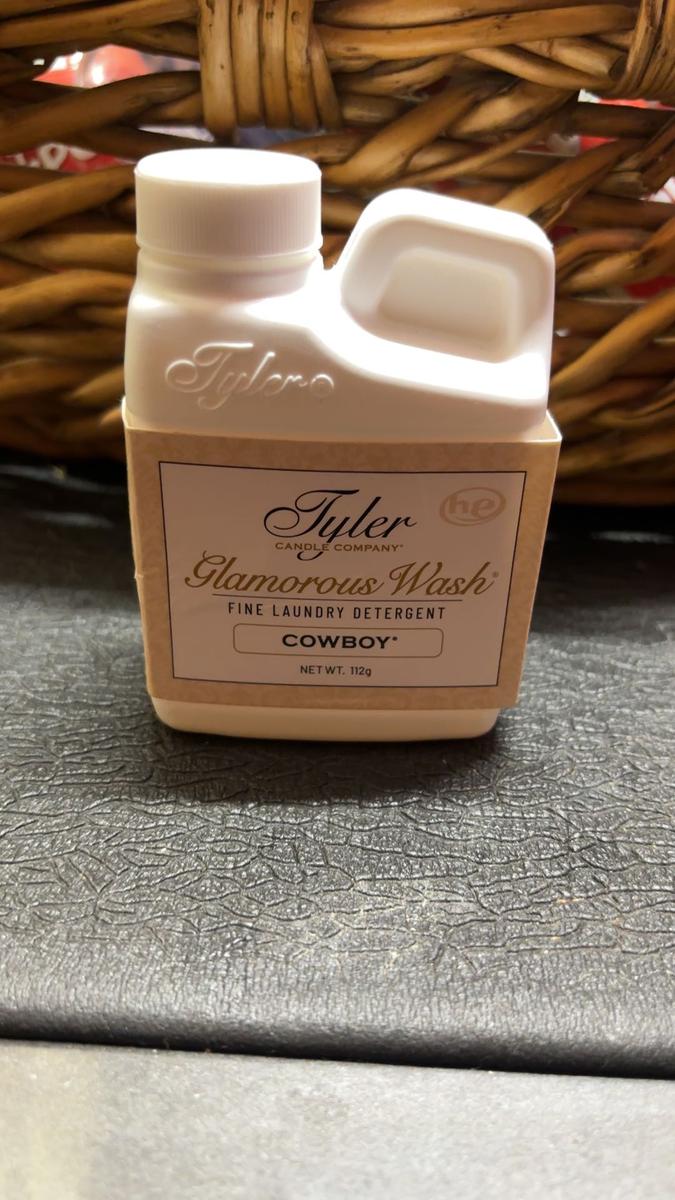 Tyler
Tyler
he
CANDLE COMPANY®
Glamorous Wash®
FINE LAUNDRY DETERGENT
COWBOY®
NET WT. 112g